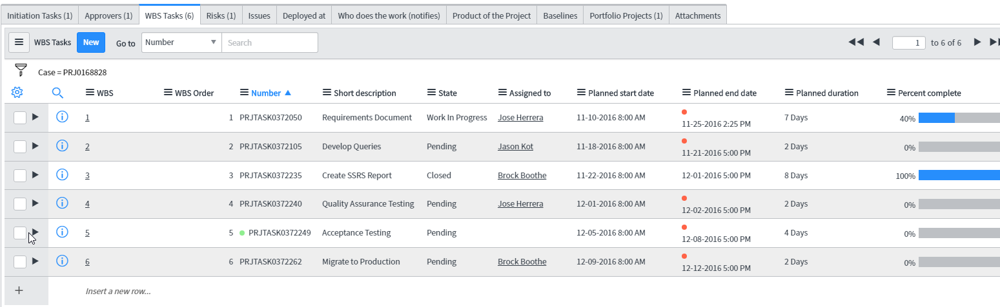 Initiation Tasks (1) Approvers (1) WBS Tasks (6) Risks (1) Issues Deployed at Who does the work (notifies) Product of the Project Baselines Portfolio Projects (1) Attachments
WBS Tasks New Go to Number Search 1 to 6 of 6
Case = PRJ0168828
WBS WBS Order Number Short description State Assigned to Planned start date Planned end date Planned duration Percent complete
1 1 PRJTASK0372050 Requirements Document Work In Progress Jose Herrera 11-10-2016 8:00 AM 11-25-2016 2:25 PM 7 Days 40%
2 2 PRJTASK0372105 Develop Queries Pending Jason Kot 11-18-2016 8:00 AM 11-21-2016 5:00 PM 2 Days 0%
3 3 PRJTASK0372235 Create SSRS Report Closed Brock Boothe 11-22-2016 8:00 AM 12-01-2016 5:00 PM 8 Days 100%
4 4 PRJTASK0372240 Quality Assurance Testing Pending Jose Herrera 12-01-2016 8:00 AM 12-02-2016 5:00 PM 2 Days 0%
5 5 PRJTASK0372249 Acceptance Testing Pending 12-05-2016 8:00 AM 12-08-2016 5:00 PM 4 Days 0%
6 6 PRJTASK0372262 Migrate to Production Pending Brock Boothe 12-09-2016 8:00 AM 12-12-2016 5:00 PM 2 Days 0%
Insert a new row...